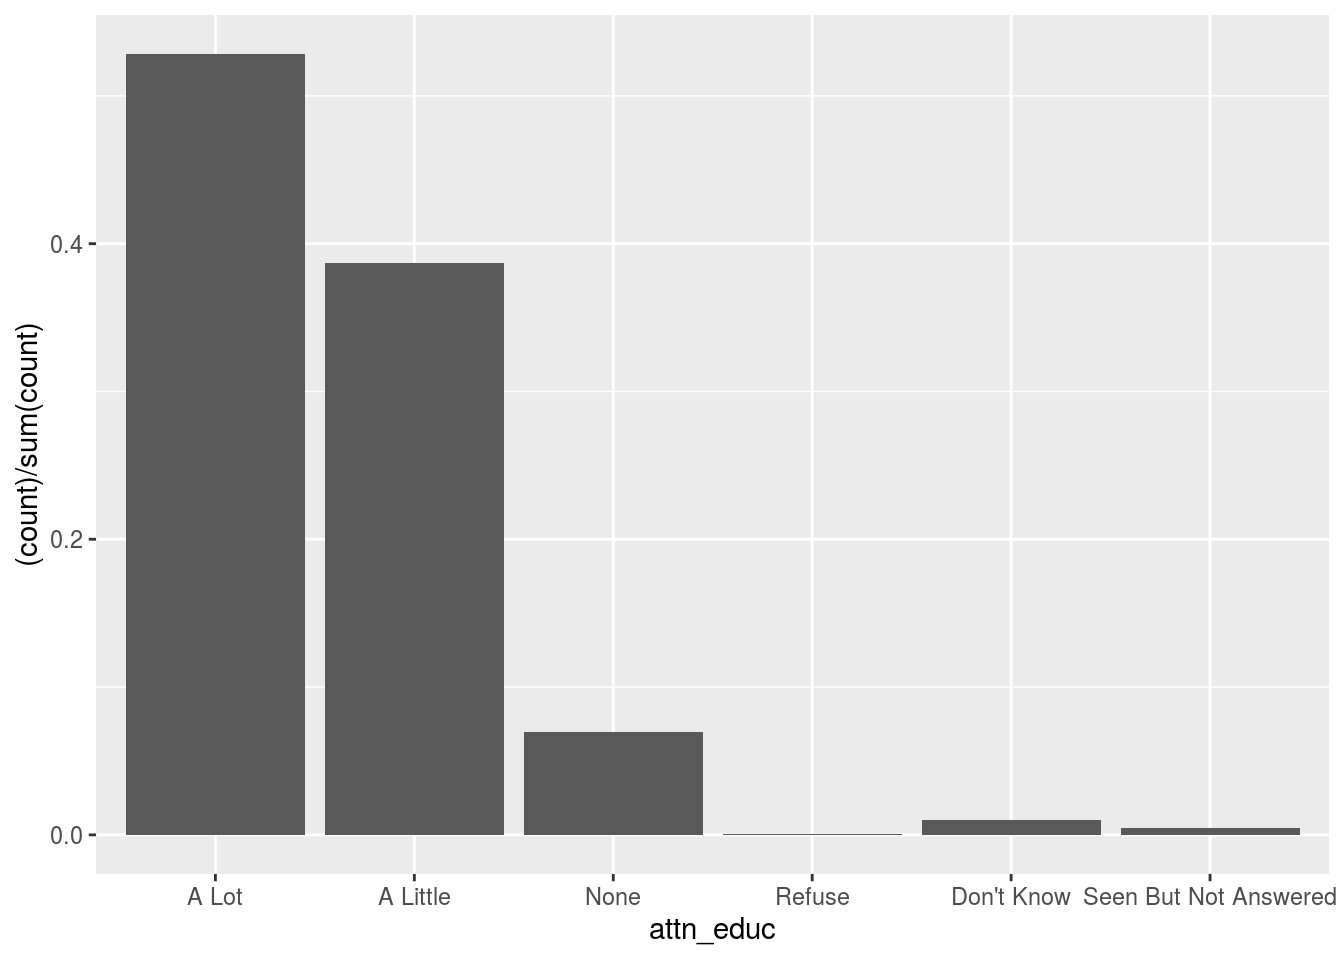 (count)/sum(count)
0.4
0.2
0.0
A Lot
A Little
None
Refuse
Don't Know
Seen But Not Answered
attn_educ